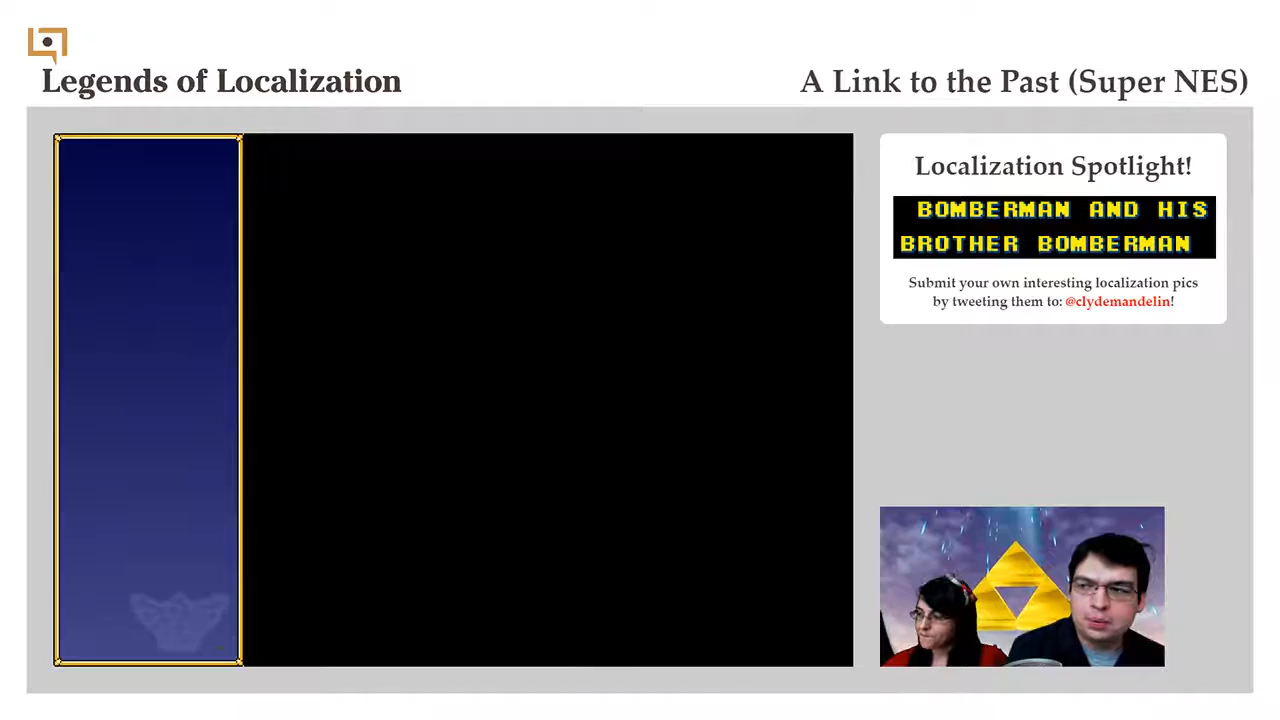 Legends of Localization
A Link to the Past (Super NES)
Localization Spotlight!
BOMBERMAN AND HIS
BROTHER BOMBERMAN
Submit your own interesting localization pics
by tweeting them to: @clydemandelin!